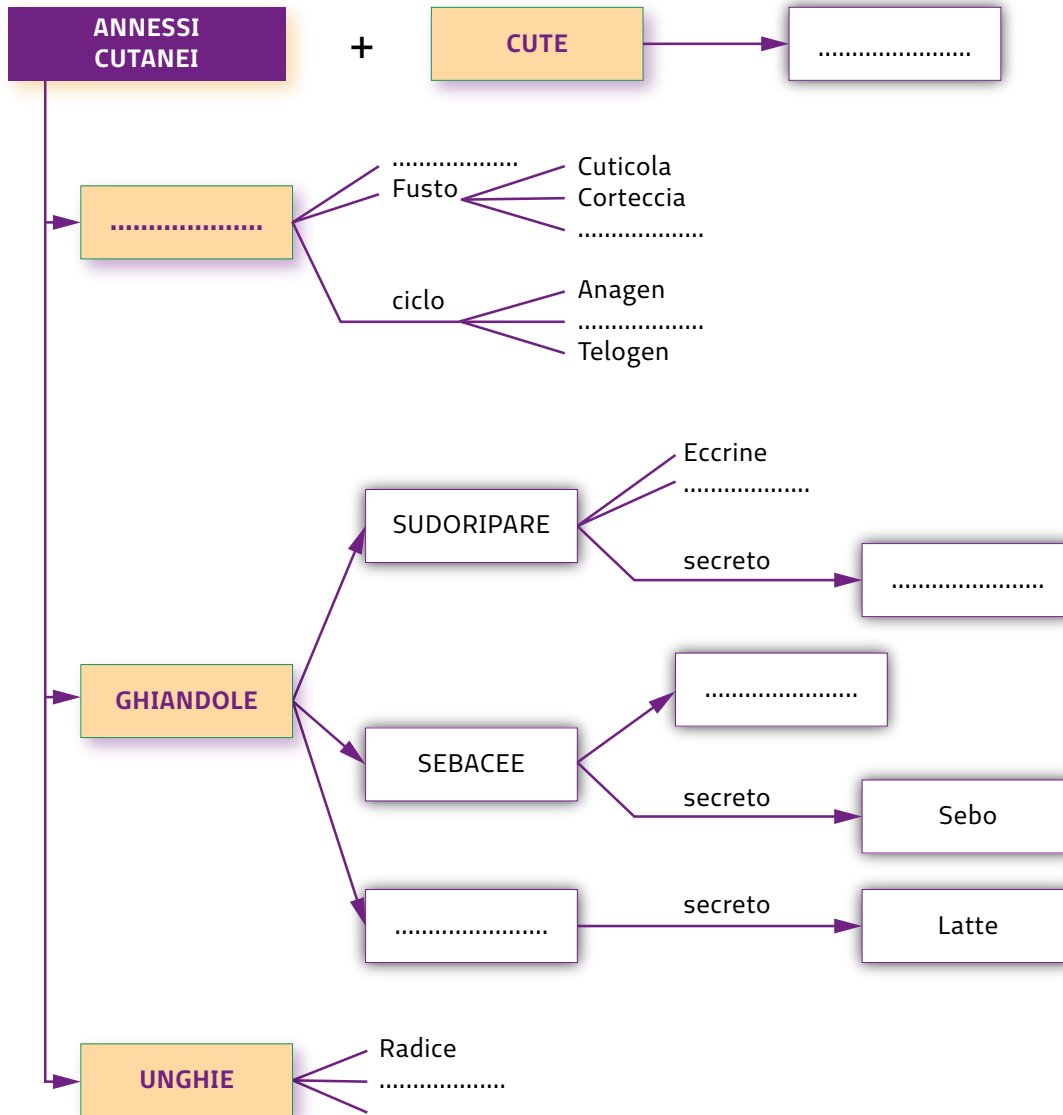 ANNESSI
CUTANEI
+
CUTE
.......................
...................
Fusto
Cuticola
Corteccia
...................
.....................
ciclo
Anagen
...................
Telogen
Eccrine
...................
SUDORIPARE
secreto
.......................
.......................
GHIANDOLE
SEBACEE
secreto
Sebo
.......................
secreto
Latte
Radice
UNGHIE
...................